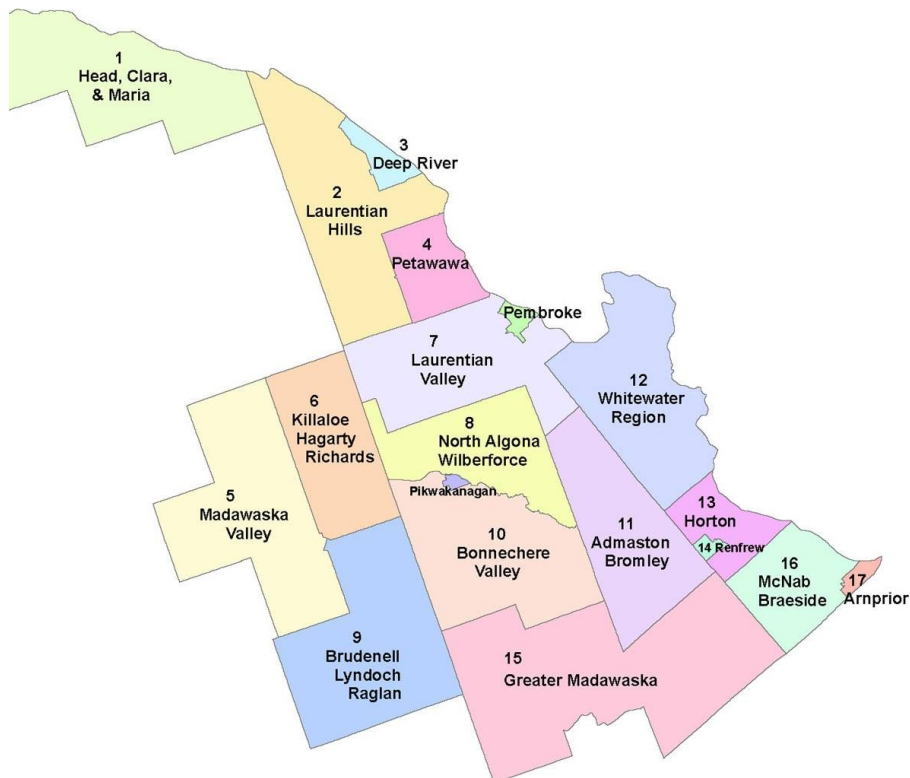 1
Head, Clara,
& Maria
3
Deep River
2
Laurentian
Hills
4
Petawawa
Pembroke
7
Laurentian
Valley
12
Whitewater
Region
6
Killaloe
Hagarty
Richards
8
North Algona
Wilberforce
Pikwakanagan
5
Madawaska
Valley
13
Horton
10
Bonnechere
Valley
11
Admaston
Bromley
14 Renfrew
16
McNab
Braeside
17
Arnprior
9
Brudenell
Lyndoch
Raglan
15
Greater Madawaska